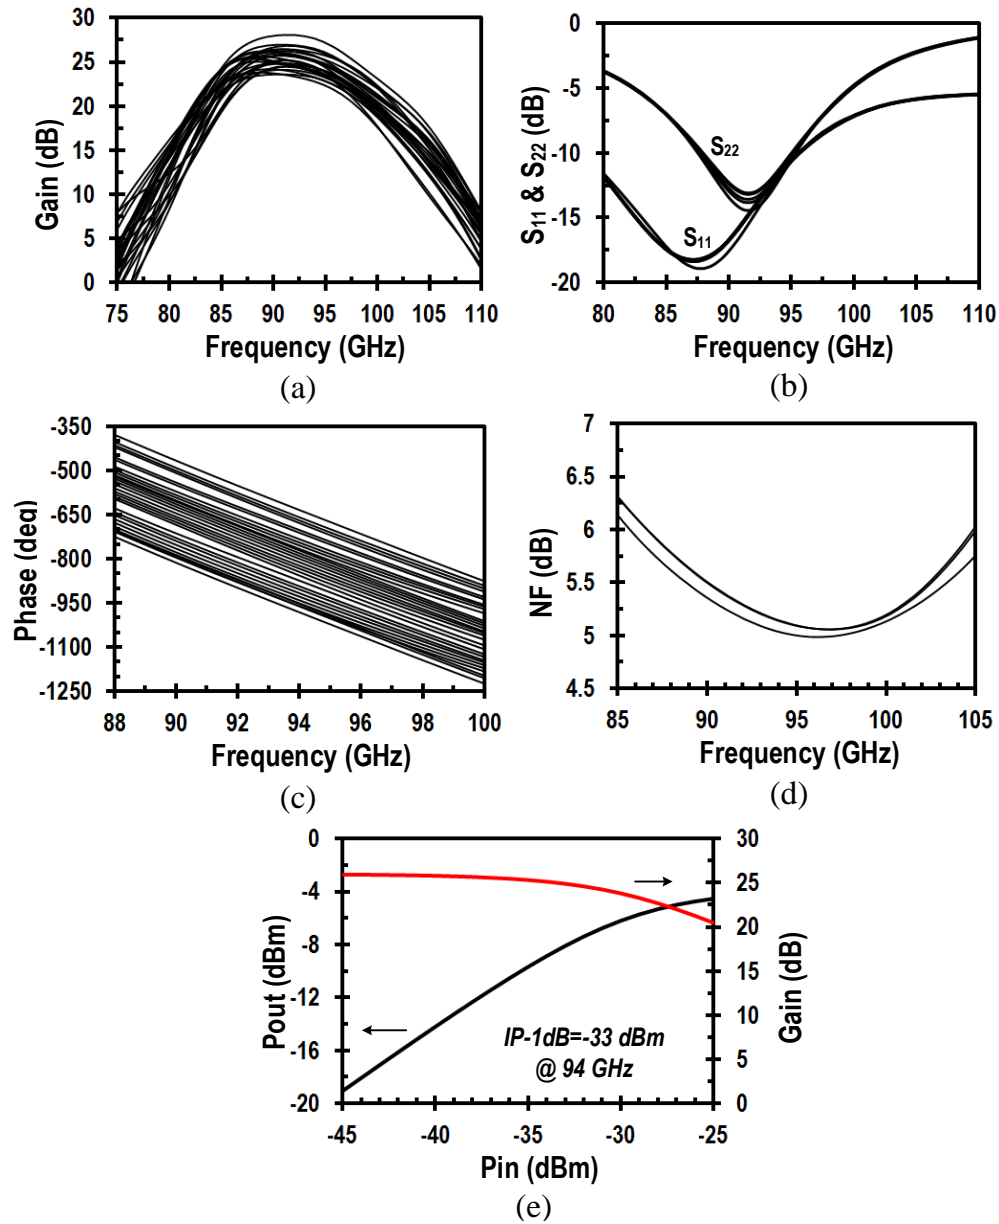 30
25
20
15
10
5
0
Gain (dB)
75 80 85 90 95 100 105 110
Frequency (GHz)
(a)
0
-5
-10
-15
-20
S11 & S22 (dB)
S22
S11
80 85 90 95 100 105 110
Frequency (GHz)
(b)
-350
-500
-650
-800
-950
-1100
-1250
Phase (deg)
88 90 92 94 96 98 100
Frequency (GHz)
(c)
7
6.5
6
5.5
5
4.5
NF (dB)
85 90 95 100 105
Frequency (GHz)
(d)
0
-4
-8
-12
-16
-20
Pout (dBm)
30
25
20
15
10
5
0
Gain (dB)
IP-1dB=-33 dBm
@ 94 GHz
-45 -40 -35 -30 -25
Pin (dBm)
(e)